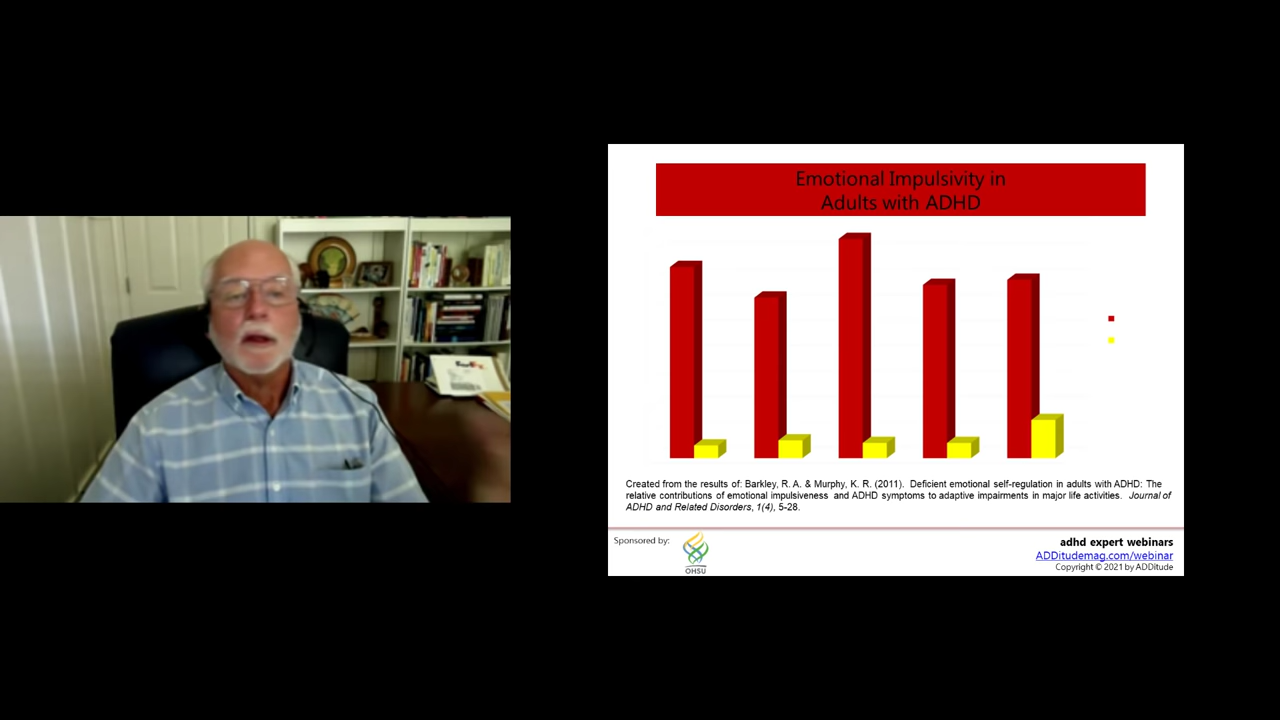 Emotional Impulsivity in
Adults with ADHD
Created from the results of: Barkley, R. A. & Murphy, K. R. (2011). Deficient emotional self-regulation in adults with ADHD: The
relative contributions of emotional impulsiveness and ADHD symptoms to adaptive impairments in major life activities. Journal of
ADHD and Related Disorders, 1(4), 5-28.
Sponsored by:
OHSU
adhd expert webinars
ADDitudemag.com/webinar
Copyright © 2021 by ADDitude